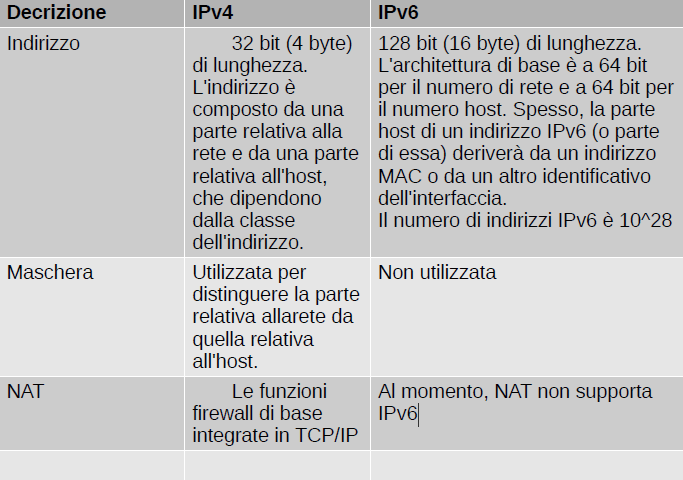 Decrizione IPv4 IPv6
Indirizzo
32 bit (4 byte)
di lunghezza.
L'indirizzo è
composto da una
parte relativa alla
rete e da una parte
relativa all'host,
che dipendono
dalla classe
dell'indirizzo.
128 bit (16 byte) di lunghezza.
L'architettura di base è a 64 bit
per il numero di rete e a 64 bit per
il numero host. Spesso, la parte
host di un indirizzo IPv6 (o parte
di essa) deriverà da un indirizzo
MAC o da un altro identificativo
dell'interfaccia.
Il numero di indirizzi IPv6 è 10^28
Maschera
Utilizzata per
distinguere la parte
relativa allarete da
quella relativa
all'host.
Non utilizzata
NAT
Le funzioni
firewall di base
integrate in TCP/IP
Al momento, NAT non supporta
IPv6